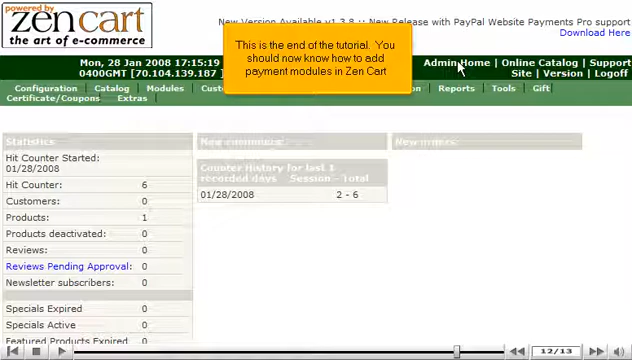 powered by
zen cart
the art of e-commerce
New Version Available v1.3.8 :: New Release with PayPal Website Payments Pro support
Download Here
Mon, 28 Jan 2008 17:15:19
0400GMT [70.104.139.187
Admin Home | Online Catalog | Support
Site | Version | Logoff
This is the end of the tutorial. You
should now know how to add
payment modules in Zen Cart
Configuration Catalog Modules Reports Tools Gift
Certificate/Coupons Extras
Statistics
Hit Counter Started:
01/28/2008
Hit Counter: 6
Customers: 0
Products: 1
Products deactivated: 0
Reviews: 0
Reviews Pending Approval: 0
Newsletter subscribers: 0
Specials Expired 0
Specials Active 0
Featured Products Expired 0
New Customers:
Counter History for last 1
recorded days Session - Total
01/28/2008 2 - 6
New Orders:
12/13